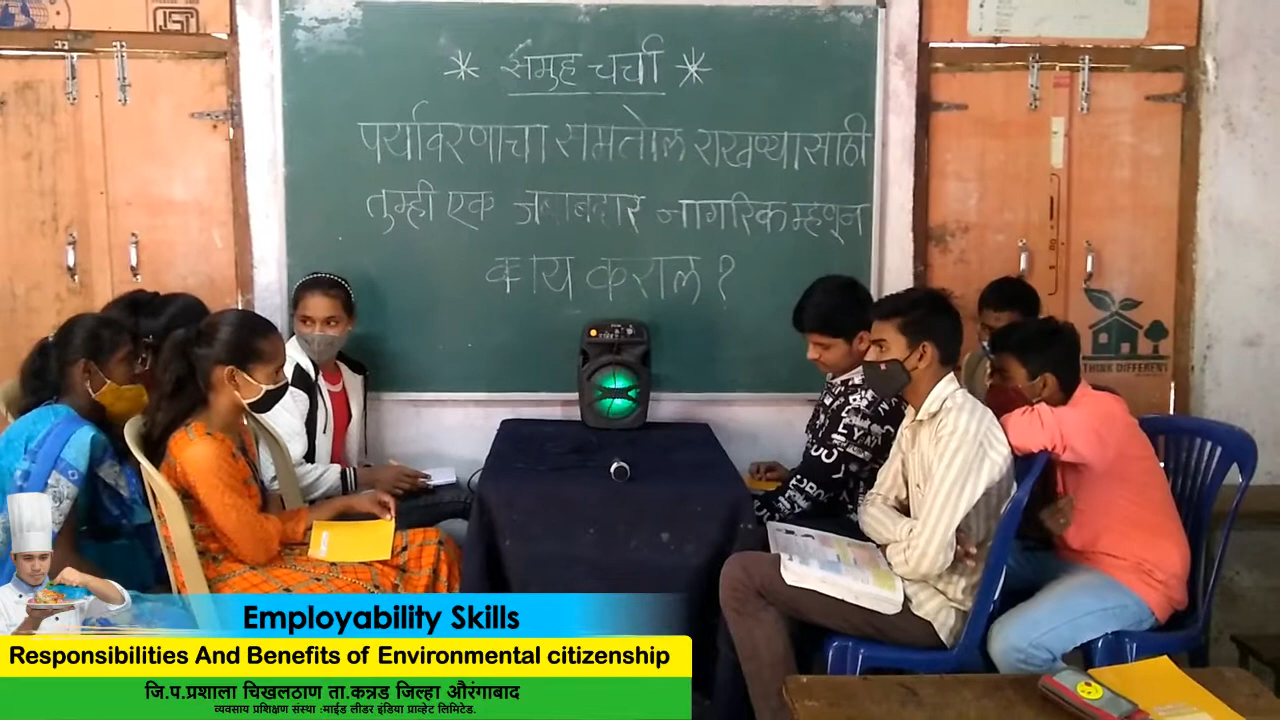 * समुह चर्चा *
पर्यावरणाचा समतोल राखण्यासाठी
तुम्ही एक जबाबदार नागरिक म्हणून
काय कराल ?
THINK DIFFERENT
Employability Skills
Responsibilities And Benefits of Environmental citizenship
जि.प.प्रशाला चिखलठाण ता.कन्नड जिल्हा औरंगाबाद
व्यवसाय प्रशिक्षण संस्था :माईड लीडर इंडिया प्राव्हेट लिमिटेड.